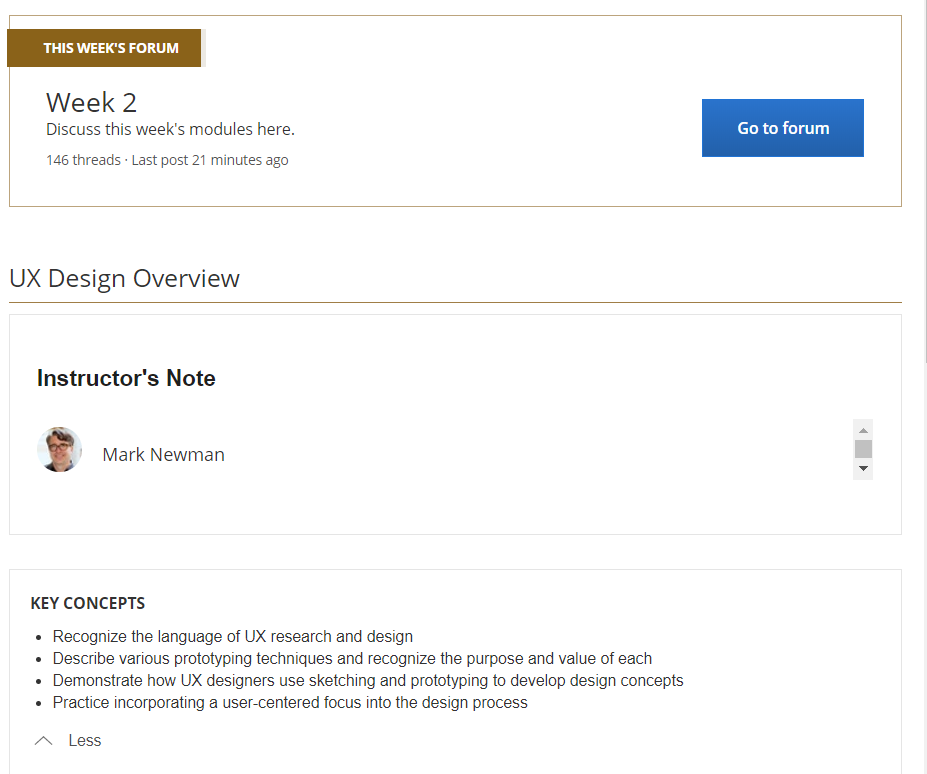 THIS WEEK'S FORUM
Week 2
Discuss this week's modules here.
146 threads · Last post 21 minutes ago
Go to forum
UX Design Overview
Instructor's Note
Mark Newman
KEY CONCEPTS
Recognize the language of UX research and design
Describe various prototyping techniques and recognize the purpose and value of each
Demonstrate how UX designers use sketching and prototyping to develop design concepts
Practice incorporating a user-centered focus into the design process
Less